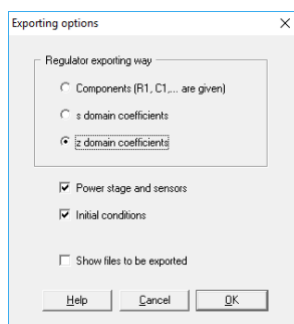 Exporting options
Regulator exporting way
Components (R1, C1,... are given)
s domain coefficients
z domain coefficients
Power stage and sensors
Initial conditions
Show files to be exported
Help
Cancel
OK